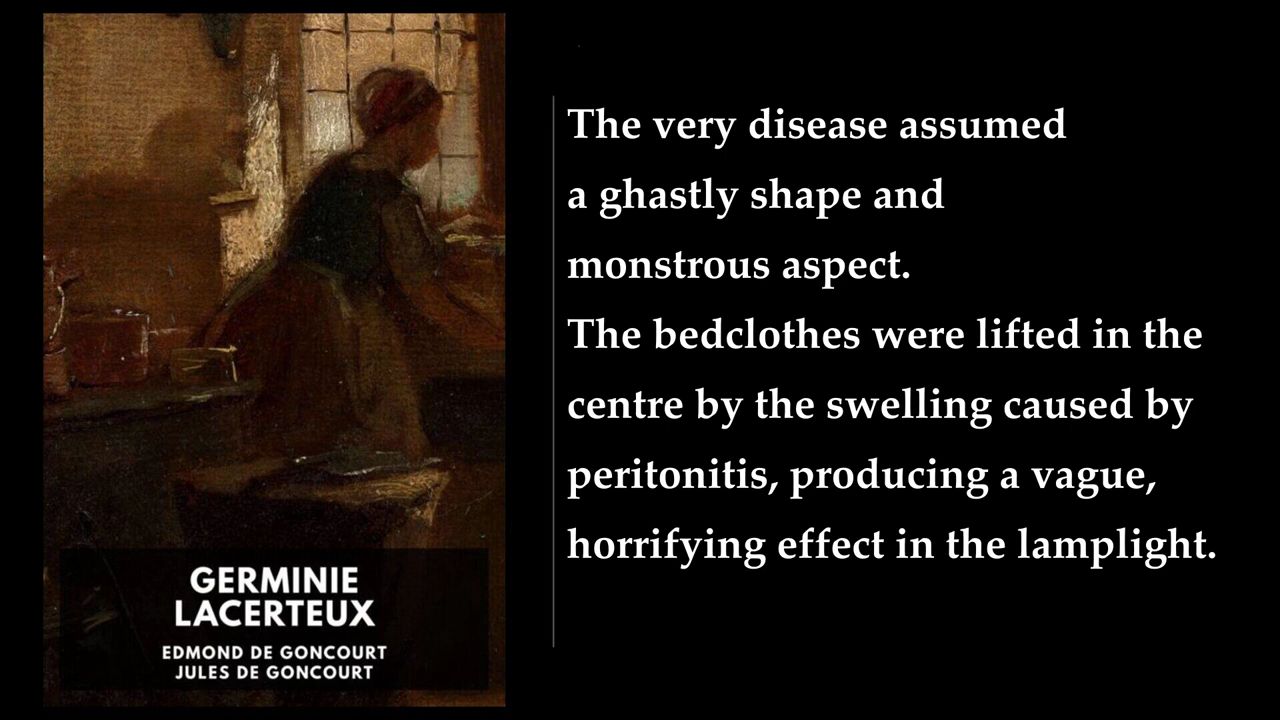 GERMINIE
LACERTEUX
EDMOND DE GONCOURT
JULES DE GONCOURT
The very disease assumed
a ghastly shape and
monstrous aspect.
The bedclothes were lifted in the
centre by the swelling caused by
peritonitis, producing a vague,
horrifying effect in the lamplight.